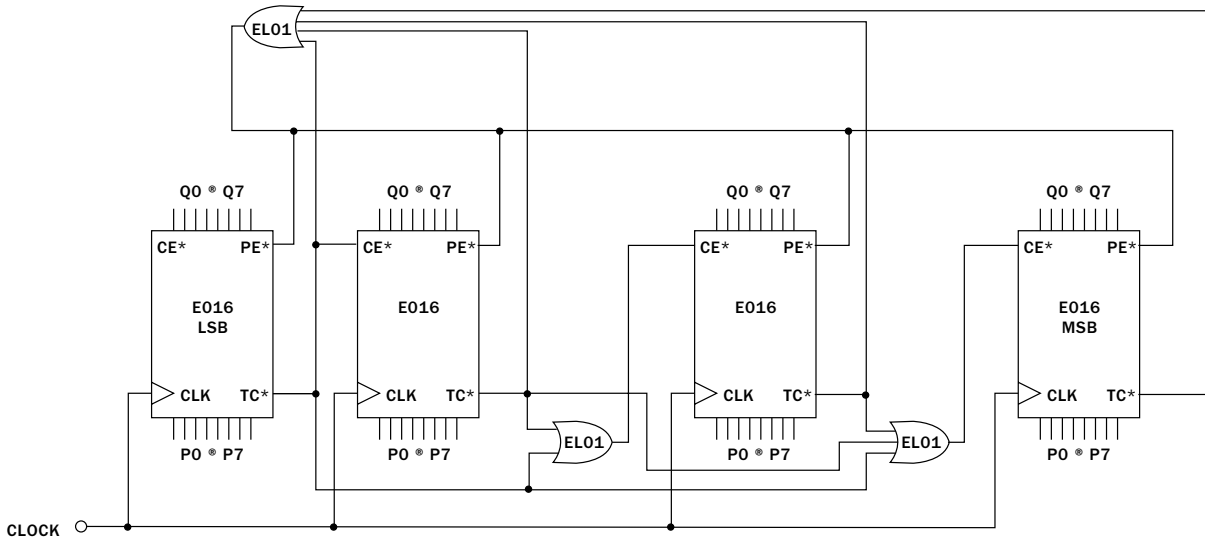 EL01
Q0 ® Q7
Q0 ® Q7
Q0 ® Q7
Q0 ® Q7
CE* PE*
CE* PE*
CE* PE*
CE* PE*
E016
LSB
E016
E016
E016
MSB
CLK TC*
CLK TC*
CLK TC*
CLK TC*
EL01
EL01
P0 ® P7
P0 ® P7
P0 ® P7
P0 ® P7
CLOCK